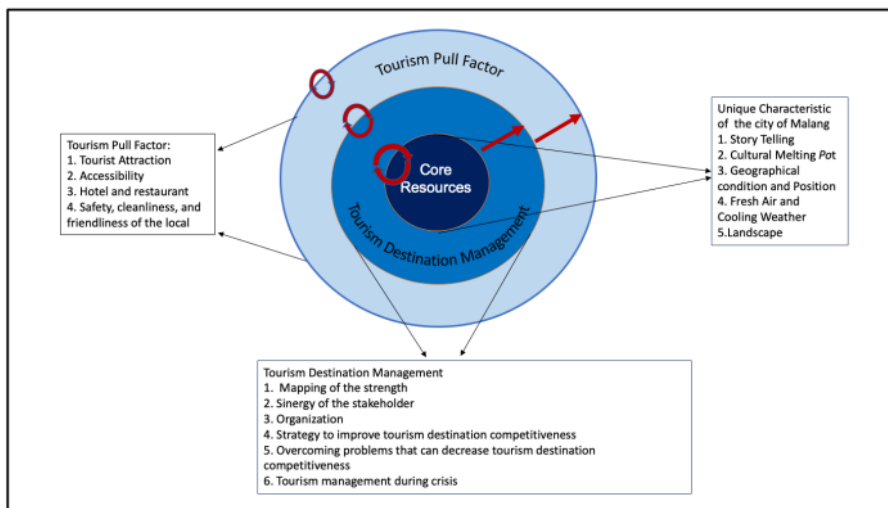 Tourism Pull Factor
Core
Resources
Tourism Destination Management
Tourism Pull Factor:
1. Tourist Attraction
2. Accessibility
3. Hotel and restaurant
4. Safety, cleanliness, and
friendliness of the local
Unique Characteristic
of the city of Malang
1. Story Telling
2. Cultural Melting Pot
3. Geographical
condition and Position
4. Fresh Air and
Cooling Weather
5.Landscape
Tourism Destination Management
1. Mapping of the strength
2. Sinergy of the stakeholder
3. Organization
4. Strategy to improve tourism destination competitiveness
5. Overcoming problems that can decrease tourism destination
competitiveness
6. Tourism management during crisis